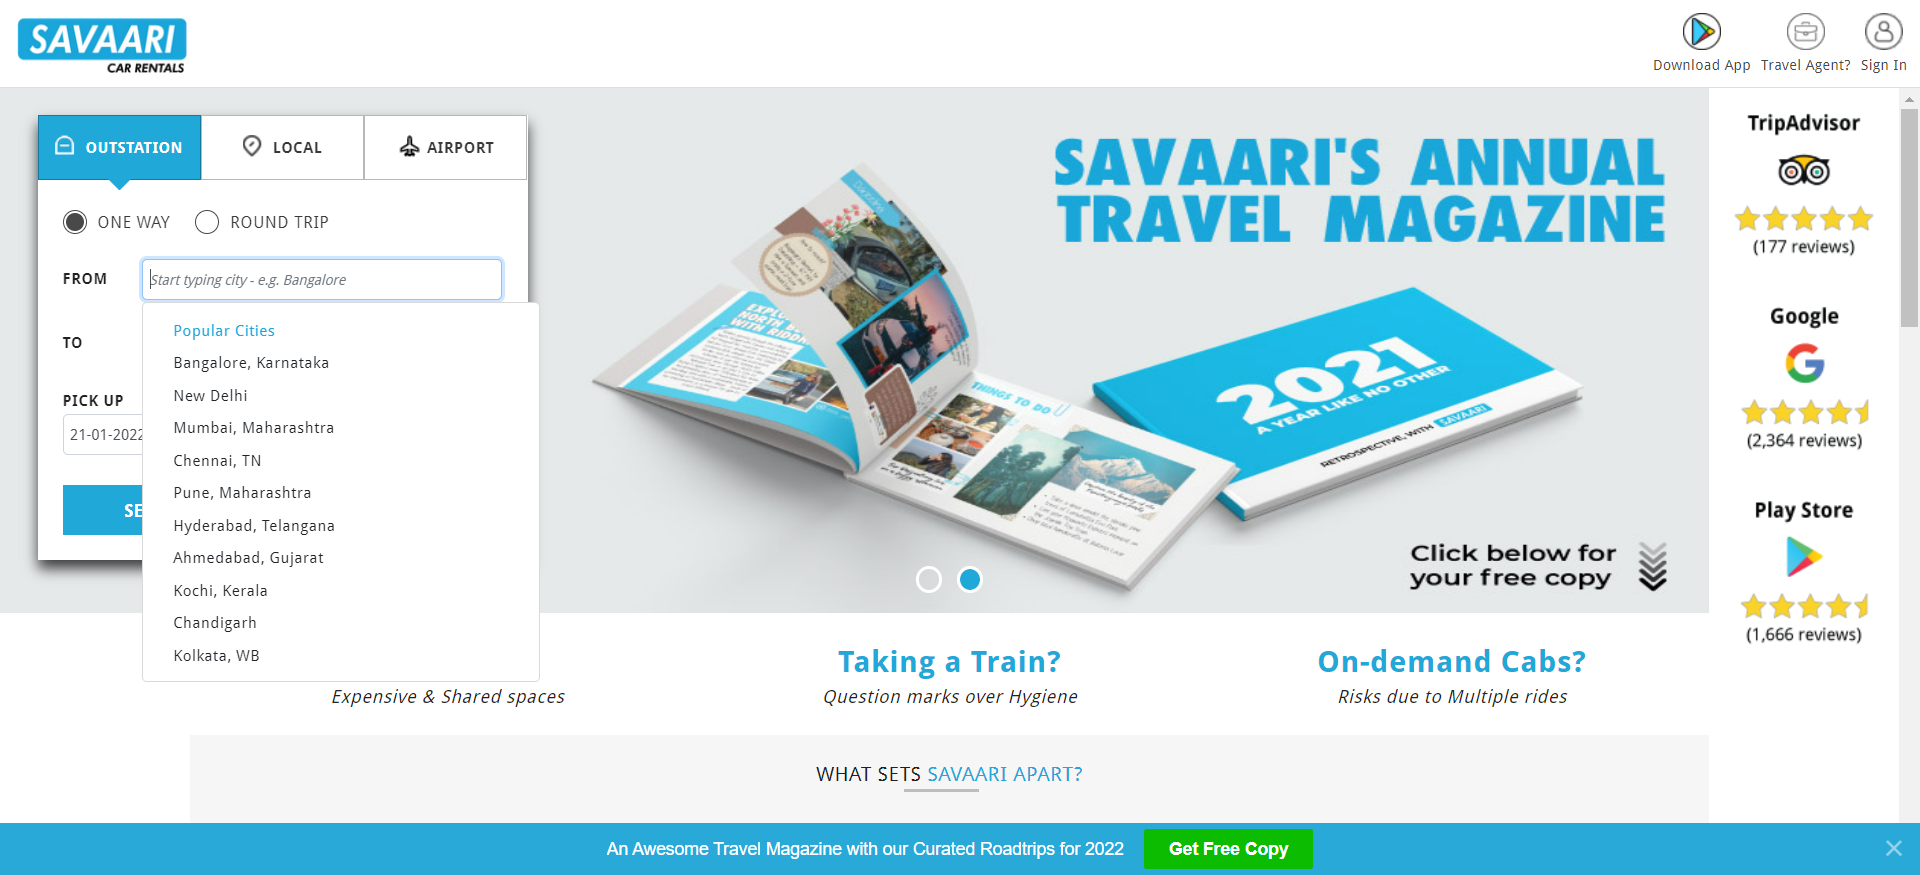 SAVAARI
CAR RENTALS
Download App
Travel Agent?
Sign In
OUTSTATION
LOCAL
AIRPORT
ONE WAY
ROUND TRIP
FROM
Start typing city - e.g. Bangalore
TO
PICK UP
21-01-2022
SE
Popular Cities
Bangalore, Karnataka
New Delhi
Mumbai, Maharashtra
Chennai, TN
Pune, Maharashtra
Hyderabad, Telangana
Ahmedabad, Gujarat
Kochi, Kerala
Chandigarh
Kolkata, WB
SAVAARI'S ANNUAL
TRAVEL MAGAZINE
NORTH
WITH
THINGS TO DO
2021
A YEAR LIKE NO OTHER
RETROSPECTIVE, WITH SAVAARI
Click below for
your free copy
TripAdvisor
(177 reviews)
Google
(2,364 reviews)
Play Store
(1,666 reviews)
Expensive & Shared spaces
Taking a Train?
Question marks over Hygiene
On-demand Cabs?
Risks due to Multiple rides
WHAT SETS SAVAARI APART?
An Awesome Travel Magazine with our Curated Roadtrips for 2022
Get Free Copy